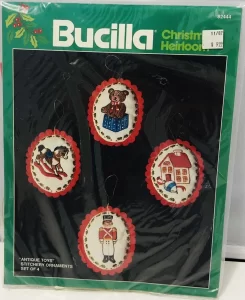 Bucilla
Christmas
Heirloom
"ANTIQUE TOYS"
STITCHERY ORNAMENTS
SET OF 4